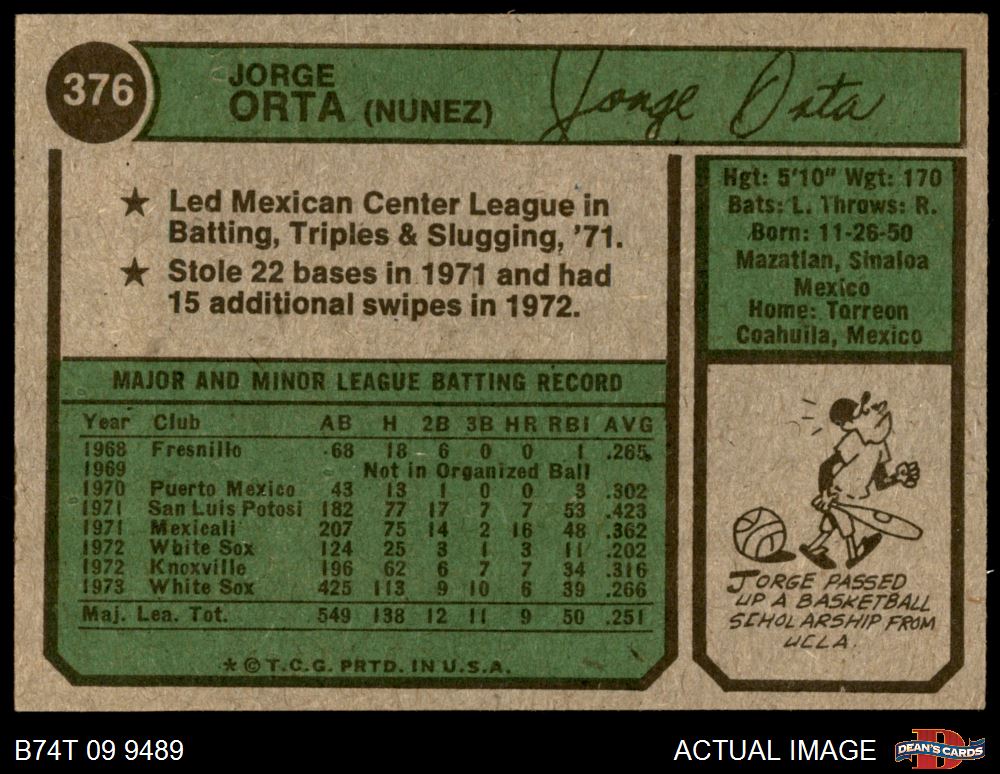 376
JORGE
ORTA (NUNEZ)
Jorge Orta
★ Led Mexican Center League in
Batting, Triples & Slugging, '71.
★ Stole 22 bases in 1971 and had
15 additional swipes in 1972.
Hgt: 5'10" Wgt: 170
Bats: L. Throws: R.
Born: 11-26-50
Mazatlan, Sinaloa
Mexico
Home: Torreon
Coahuila, Mexico
MAJOR AND MINOR LEAGUE BATTING RECORD
Year Club AB H 2B 3B HR RBI AVG
1968 Fresnillo 68 18 6 0 0 1 .265
1969 Not in Organized Ball
1970 Puerto Mexico 43 13 1 0 0 3 .302
1971 San Luis Potosi 182 77 17 7 7 53 .423
1971 Mexicali 207 75 14 2 16 48 .362
1972 White Sox 124 25 3 1 3 11 .202
1972 Knoxville 196 62 6 7 7 34 .316
1973 White Sox 425 113 9 10 6 39 .266
Maj. Lea. Tot. 549 138 12 11 9 50 .251
* © T.C.G. PRTD. IN U.S.A.
JORGE PASSED
UP A BASKETBALL
SCHOLARSHIP FROM
UCLA.
B74T 09 9489
ACTUAL IMAGE
D
DEAN'S CARDS